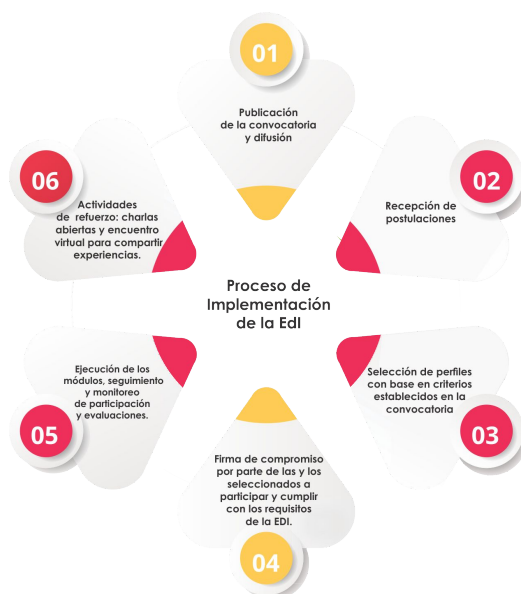 01
Publicación
de la convocatoria
y difusión
02
Recepción de
postulaciones
03
Selección de perfiles
con base en criterios
establecidos en la
convocatoria
04
Firma de compromiso
por parte de las y los
seleccionados a
participar y cumplir
con los requisitos
de la EDI.
05
Ejecución de los
módulos, seguimiento
y monitoreo
de participación
y evaluaciones.
06
Actividades
de refuerzo: charlas
abiertas y encuentro
virtual para compartir
experiencias.
Proceso de
Implementación
de la EdI